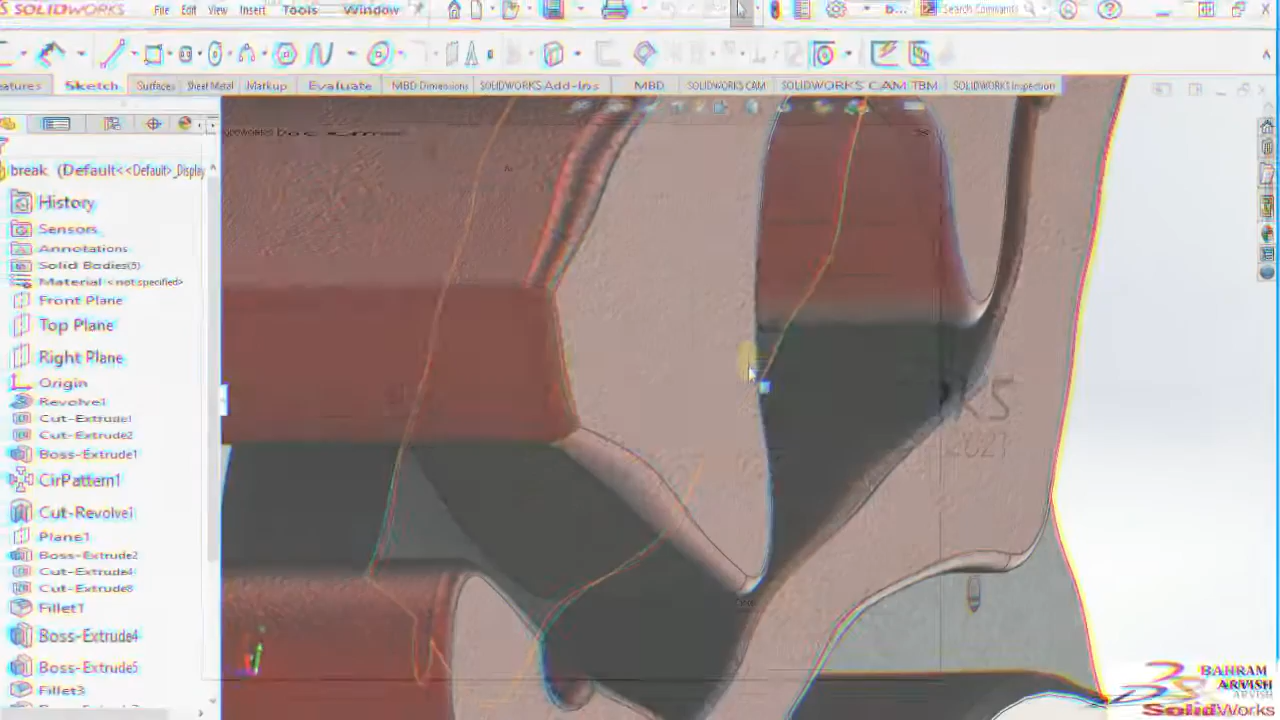 SOLIDWORKS File Edit View Insert Tools Window b... Search Commands
Sketch Surfaces Sheet Metal Markup Evaluate MBD Dimensions SOLIDWORKS Add-Ins MBD SOLIDWORKS CAM SOLIDWORKS CAM TBM SOLIDWORKS Inspection
break (Default<<Default>_Display
History
Sensors
Annotations
Solid Bodies(5)
Material <not specified>
Front Plane
Top Plane
Right Plane
Origin
Revolve1
Cut-Extrude1
Cut-Extrude2
Boss-Extrude1
CirPattern1
Cut-Revolve1
Plane1
Boss-Extrude2
Cut-Extrude4
Cut-Extrude8
Fillet1
Boss-Extrude4
Boss-Extrude5
Fillet3
2021
BAHRAM
ARVISH
SolidWorks